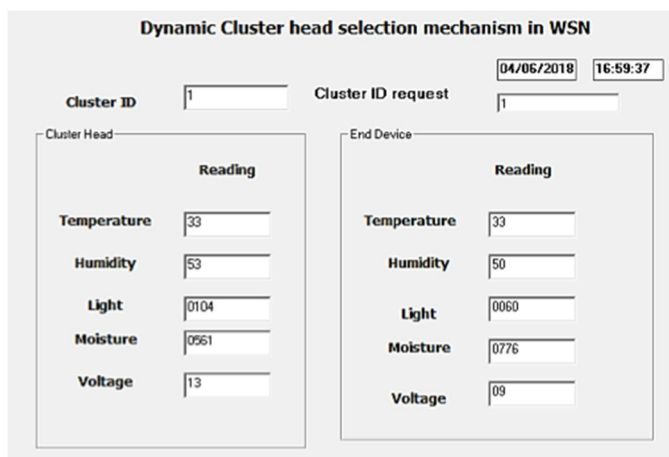 Dynamic Cluster head selection mechanism in WSN
04/06/2018 16:59:37
Cluster ID 1 Cluster ID request 1
Cluster Head
Reading
Temperature 33
Humidity 53
Light 0104
Moisture 0561
Voltage 13
End Device
Reading
Temperature 33
Humidity 50
Light 0060
Moisture 0776
Voltage 09